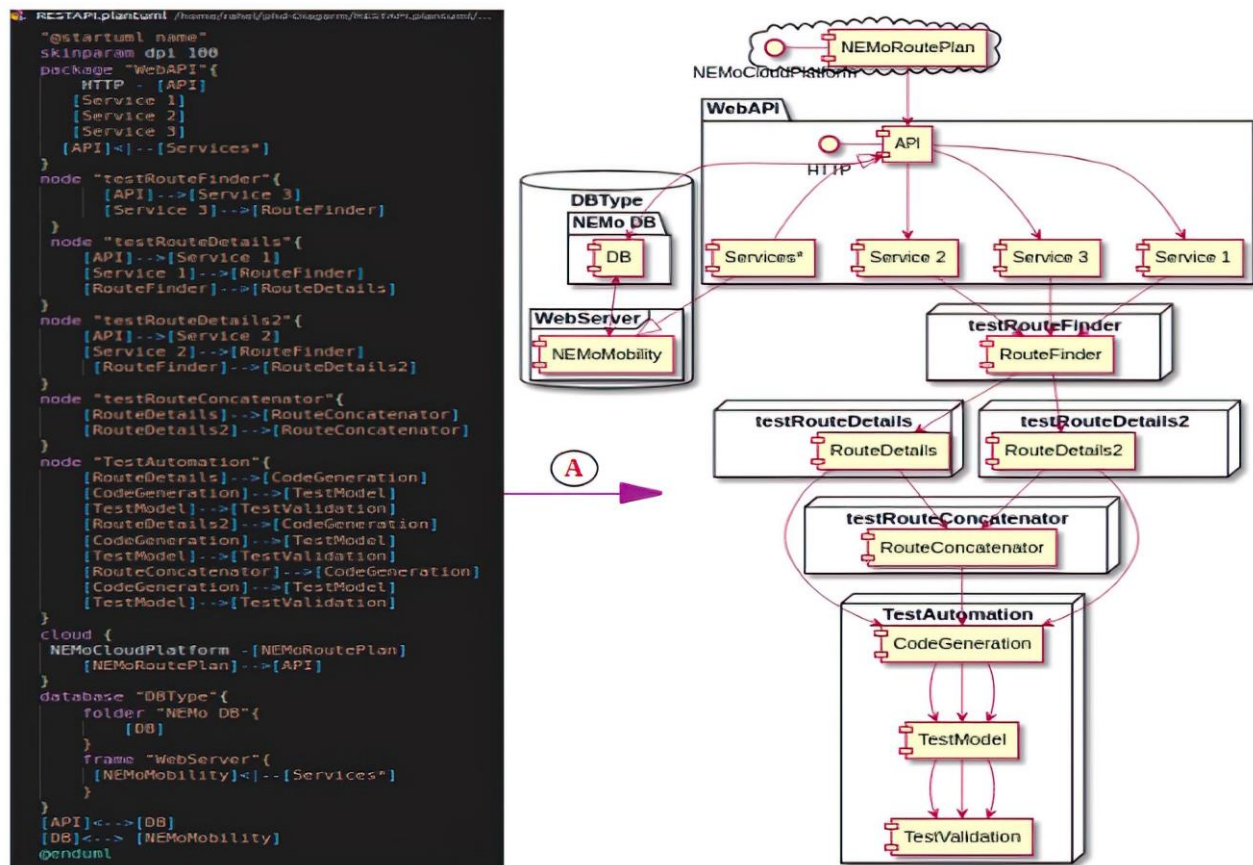 RESTAPI.plantuml
"@startuml name"
skinparam dpi 100
package "WebAPI"{
HTTP - [API]
[Service 1]
[Service 2]
[Service 3]
[API]<|--[Services*]
}
node "testRouteFinder"{
[API]-->[Service 3]
[Service 3]-->[RouteFinder]
}
node "testRouteDetails"{
[API]-->[Service 1]
[Service 1]-->[RouteFinder]
[RouteFinder]-->[RouteDetails]
}
node "testRouteDetails2"{
[API]-->[Service 2]
[Service 2]-->[RouteFinder]
[RouteFinder]-->[RouteDetails2]
}
node "testRouteConcatenator"{
[RouteDetails]-->[RouteConcatenator]
[RouteDetails2]-->[RouteConcatenator]
}
node "TestAutomation"{
[RouteDetails]-->[CodeGeneration]
[CodeGeneration]-->[TestModel]
[TestModel]-->[TestValidation]
[RouteDetails2]-->[CodeGeneration]
[CodeGeneration]-->[TestModel]
[TestModel]-->[TestValidation]
[RouteConcatenator]-->[CodeGeneration]
[CodeGeneration]-->[TestModel]
[TestModel]-->[TestValidation]
}
cloud {
NEMoCloudPlatform -[NEMoRoutePlan]
[NEMoRoutePlan]-->[API]
}
database "DBType"{
folder "NEMo DB"{
[DB]
}
frame "WebServer"{
[NEMoMobility]<|--[Services*]
}
}
[API]<-->[DB]
[DB]<--> [NEMoMobility]
@enduml
A
NEMoRoutePlan
NEMoCloudPlatform
WebAPI
API
HTTP
DBType
NEMo DB
DB
Services*
Service 2
Service 3
Service 1
WebServer
NEMoMobility
testRouteFinder
RouteFinder
testRouteDetails
RouteDetails
testRouteDetails2
RouteDetails2
testRouteConcatenator
RouteConcatenator
TestAutomation
CodeGeneration
TestModel
TestValidation